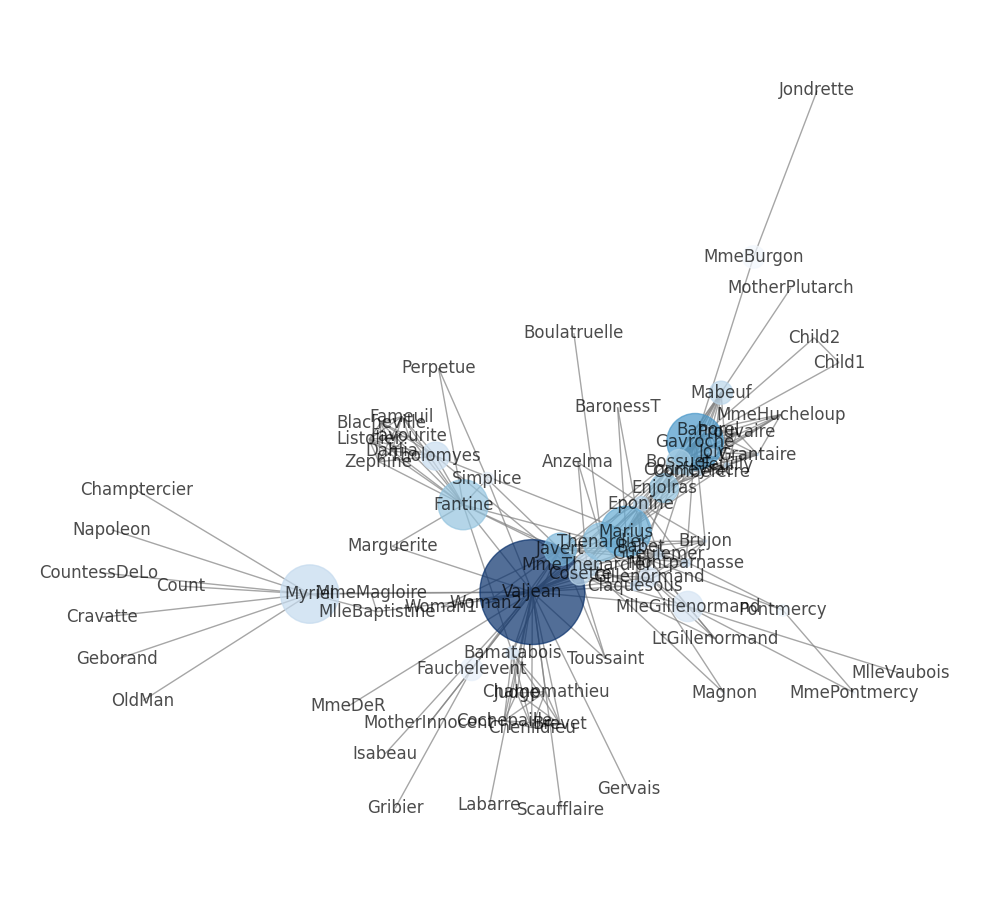 Jondrette
MmeBurgon
MotherPlutarch
Boulatruelle
Child2
Child1
Perpetue
Mabeuf
BaronessT
MmeHucheloup
Fameuil
Blacheville
Bahorel
Prouvaire
Favourite
Listolier
Gavroche
Dahlia
Joly
Tholomyes
Grantaire
Zephine
Anzelma
Bossuet
Feuilly
Courfeyrac
Combeferre
Simplice
Enjolras
Champtercier
Fantine
Eponine
Napoleon
Marius
Thenardier
Brujon
Marguerite
Javert
Babet
Gueulemer
MmeThenardier
Montparnasse
CountessDeLo
Cosette
Gillenormand
Count
Claquesous
Myriel
MmeMagloire
Valjean
Woman2
Woman1
MlleGillenormand
MlleBaptistine
Pontmercy
Cravatte
LtGillenormand
Geborand
Bamatabois
Toussaint
Fauchelevent
MlleVaubois
OldMan
Champmathieu
Judge
Magnon
MmePontmercy
MmeDeR
MotherInnocent
Cochepaille
Brevet
Chenildieu
Isabeau
Gervais
Gribier
Labarre
Scaufflaire